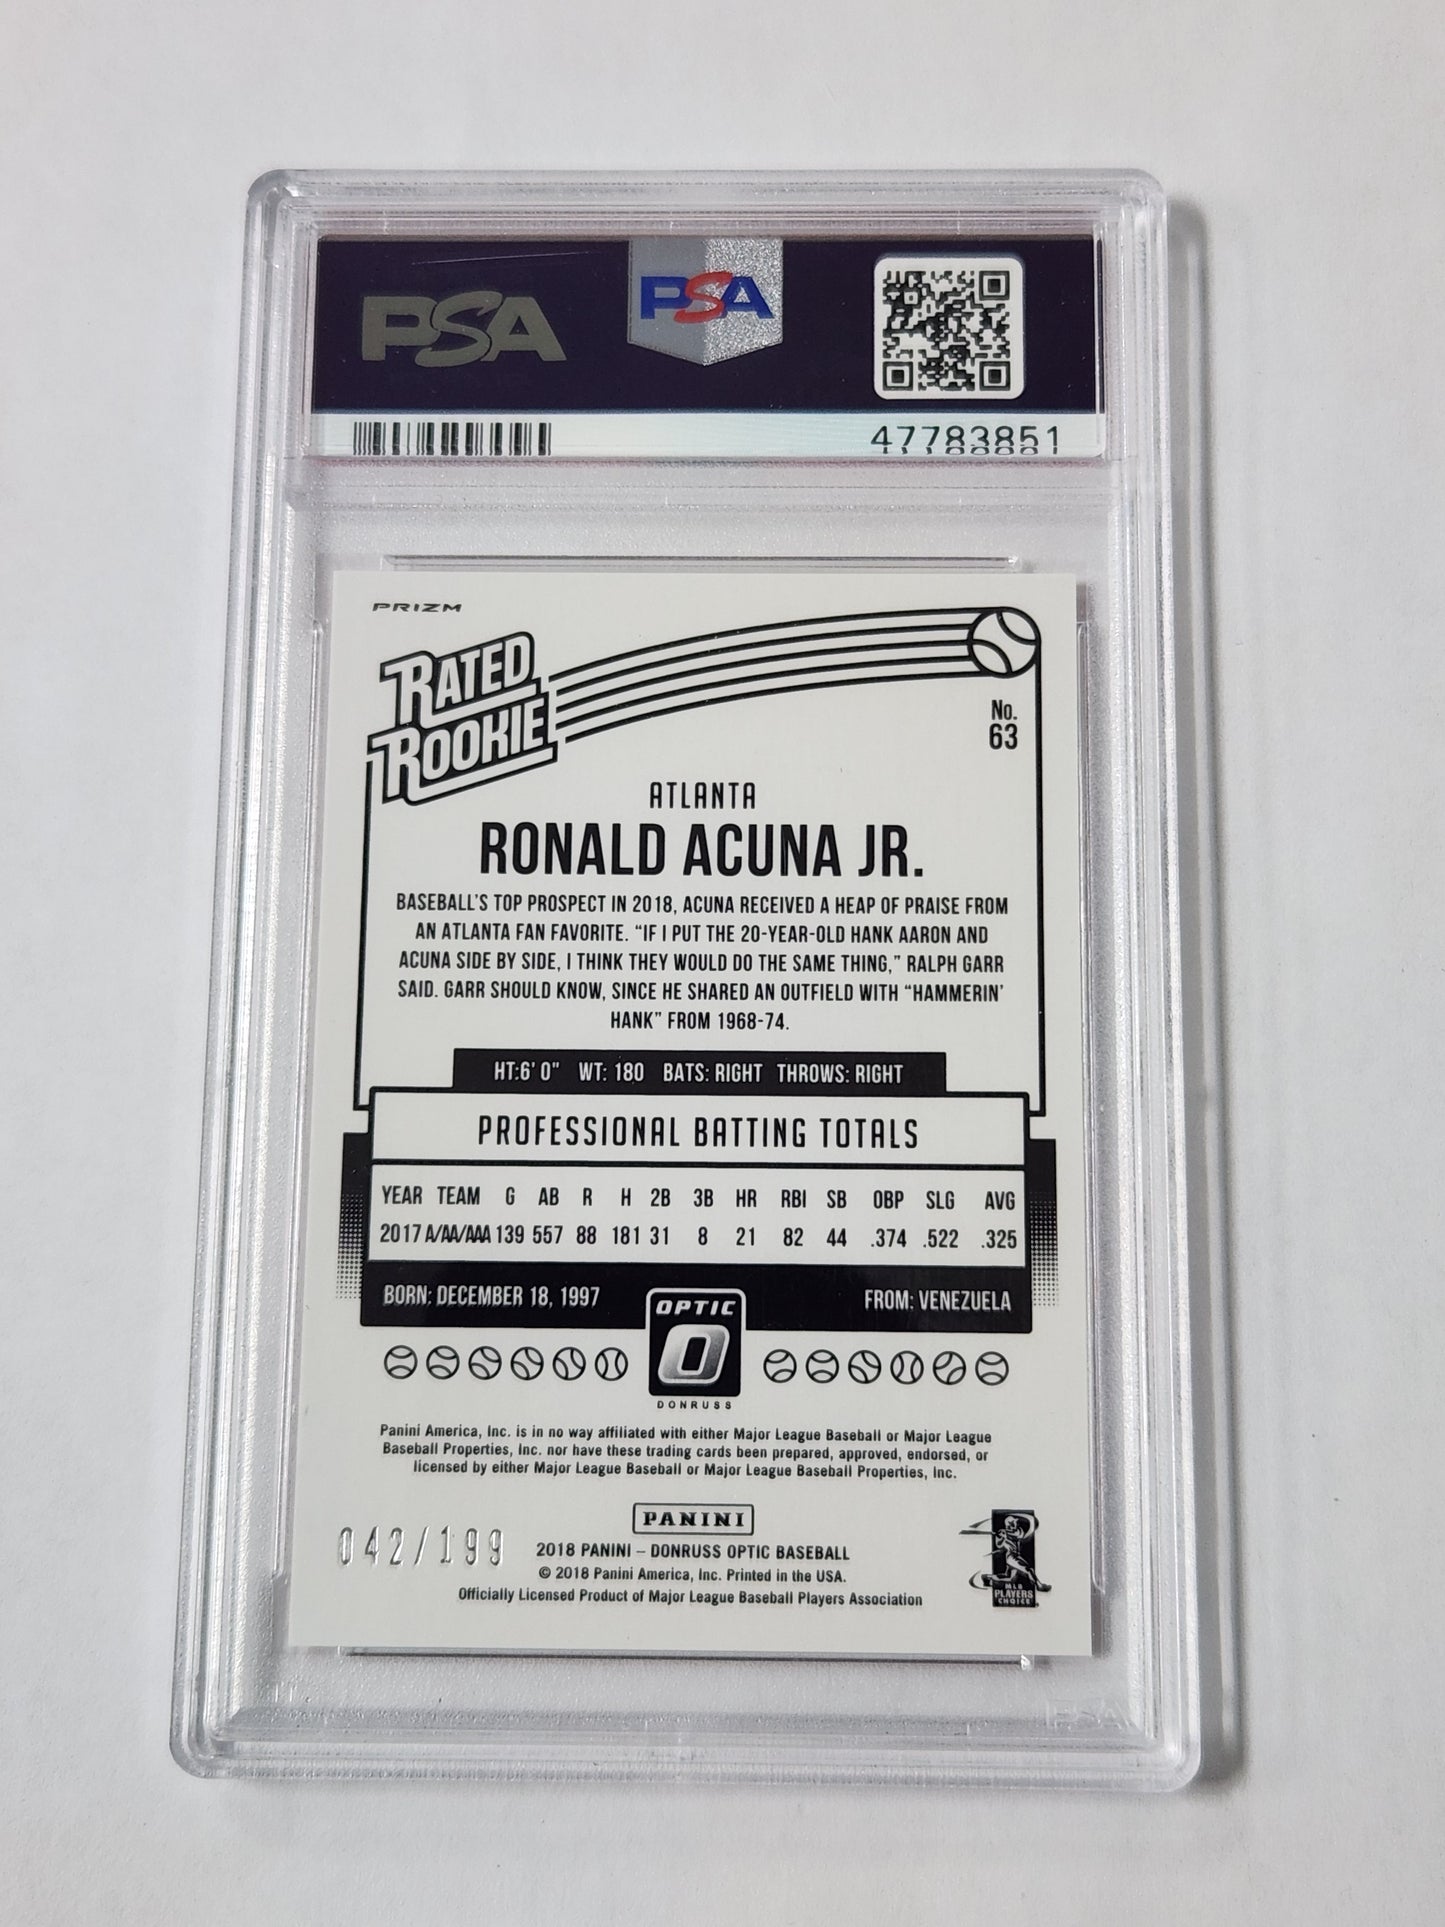 PSA
PSA
47783851
PRIZM
RATED
ROOKIE
No.
63
ATLANTA
RONALD ACUNA JR.
BASEBALL'S TOP PROSPECT IN 2018, ACUNA RECEIVED A HEAP OF PRAISE FROM
AN ATLANTA FAN FAVORITE. “IF I PUT THE 20-YEAR-OLD HANK AARON AND
ACUNA SIDE BY SIDE, I THINK THEY WOULD DO THE SAME THING,” RALPH GARR
SAID. GARR SHOULD KNOW, SINCE HE SHARED AN OUTFIELD WITH “HAMMERIN’
HANK” FROM 1968-74.
HT:6' 0" WT: 180 BATS: RIGHT THROWS: RIGHT
PROFESSIONAL BATTING TOTALS
YEAR TEAM G AB R H 2B 3B HR RBI SB OBP SLG AVG
2017 A/AA/AAA 139 557 88 181 31 8 21 82 44 .374 .522 .325
BORN: DECEMBER 18, 1997
FROM: VENEZUELA
OPTIC
O
DONRUSS
Panini America, Inc. is in no way affiliated with either Major League Baseball or Major League
Baseball Properties, Inc. nor have these trading cards been prepared, approved, endorsed, or
licensed by either Major League Baseball or Major League Baseball Properties, Inc.
PANINI
042/199
2018 PANINI – DONRUSS OPTIC BASEBALL
© 2018 Panini America, Inc. Printed in the USA.
Officially Licensed Product of Major League Baseball Players Association
MLB
PLAYERS
CHOICE
PSA